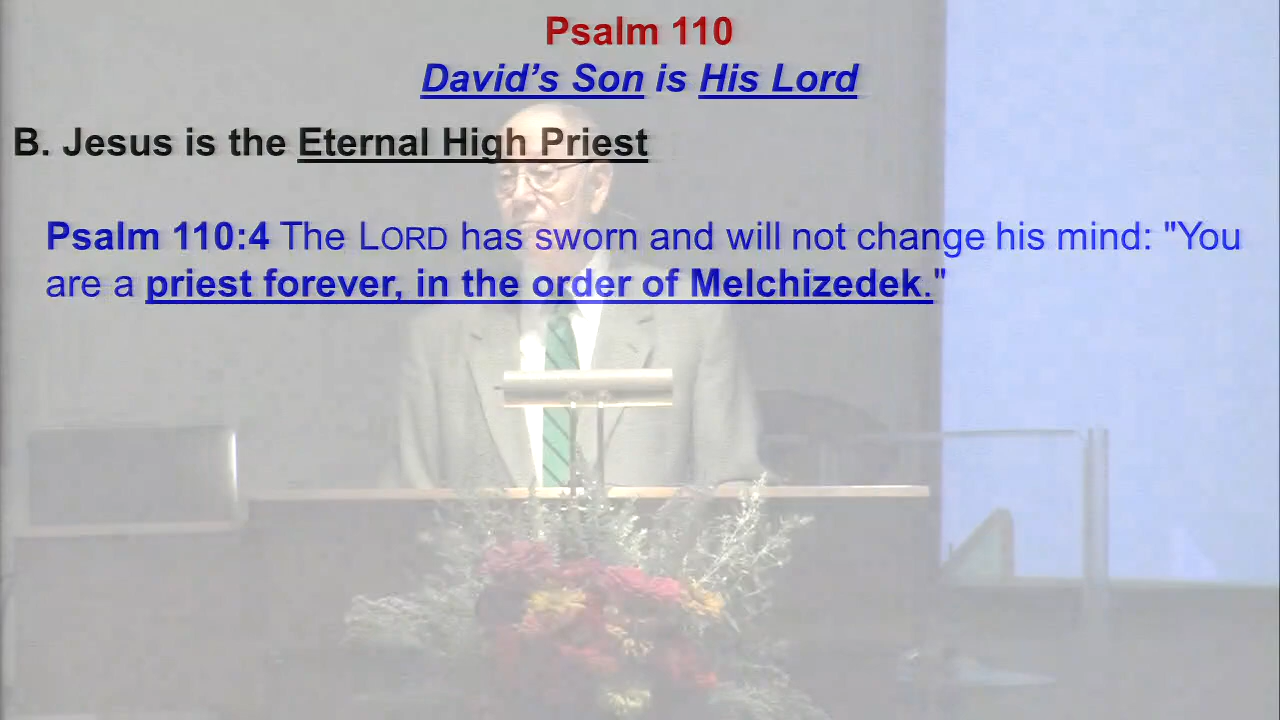 Psalm 110
David’s Son is His Lord
B. Jesus is the Eternal High Priest
Psalm 110:4 The LORD has sworn and will not change his mind: "You
are a priest forever, in the order of Melchizedek."